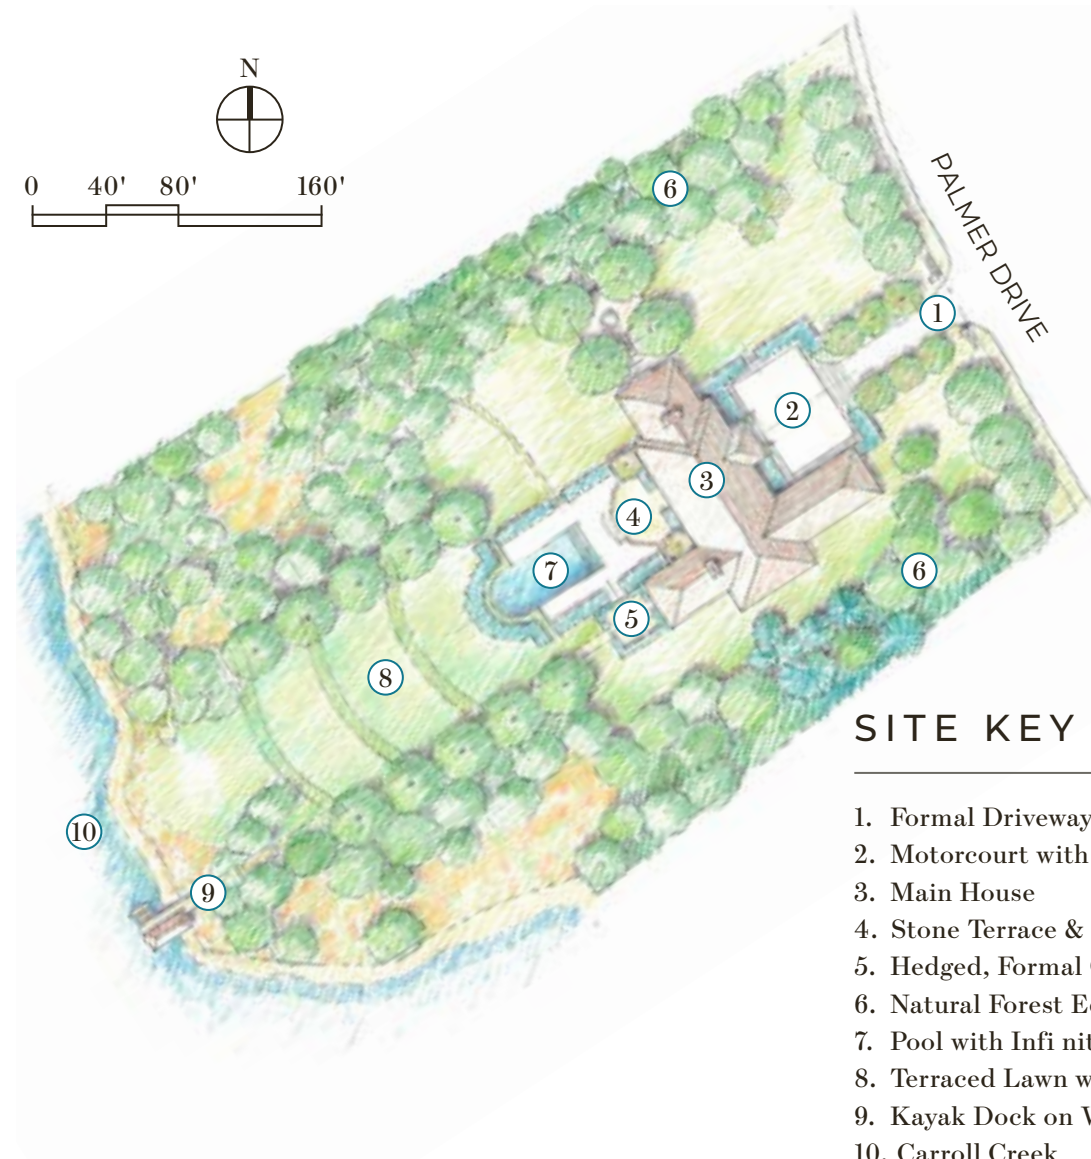 N
0 40' 80' 160'
PALMER DRIVE
6
1
2
3
4
7
6
5
8
10
9
SITE KEY
1. Formal Driveway
2. Motorcourt with
3. Main House
4. Stone Terrace &
5. Hedged, Formal
6. Natural Forest
7. Pool with Infi
8. Terraced Lawn
9. Kayak Dock on
10. Carroll Creek